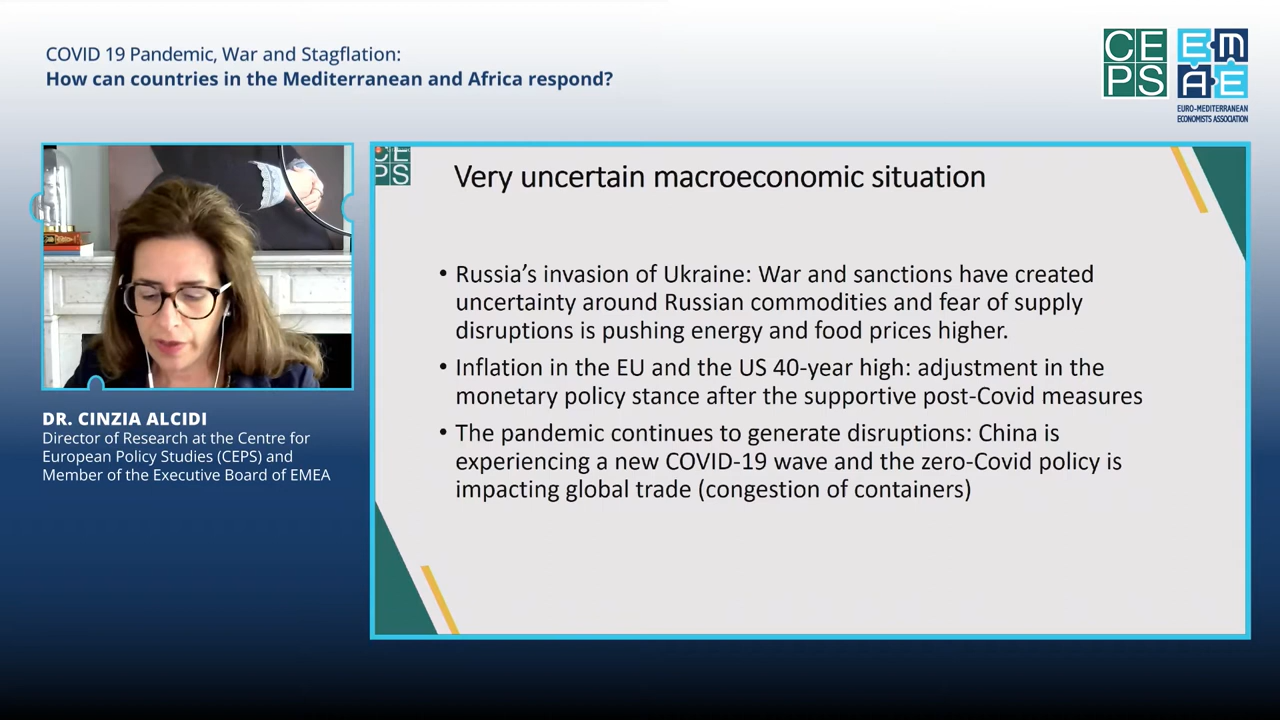 COVID 19 Pandemic, War and Stagflation:
How can countries in the Mediterranean and Africa respond?
CE
PS
EM
AE
EURO-MEDITERRANEAN
ECONOMISTS ASSOCIATION
CE
PS
Very uncertain macroeconomic situation
• Russia’s invasion of Ukraine: War and sanctions have created
uncertainty around Russian commodities and fear of supply
disruptions is pushing energy and food prices higher.
• Inflation in the EU and the US 40-year high: adjustment in the
monetary policy stance after the supportive post-Covid measures
• The pandemic continues to generate disruptions: China is
experiencing a new COVID-19 wave and the zero-Covid policy is
impacting global trade (congestion of containers)
DR. CINZIA ALCIDI
Director of Research at the Centre for
European Policy Studies (CEPS) and
Member of the Executive Board of EMEA